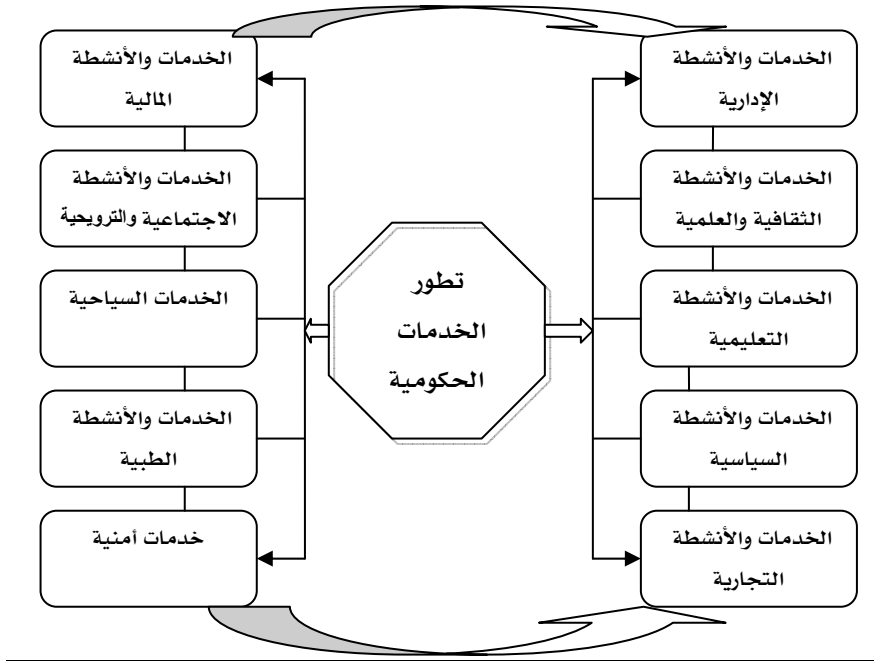 الخدمات والأنشطة
الإدارية
الخدمات والأنشطة
الثقافية والعلمية
الخدمات والأنشطة
التعليمية
الخدمات والأنشطة
السياسية
الخدمات والأنشطة
التجارية
تطور
الخدمات
الحكومية
الخدمات والأنشطة
المالية
الخدمات والأنشطة
الاجتماعية والترويحية
الخدمات السياحية
الخدمات والأنشطة
الطبية
خدمات أمنية